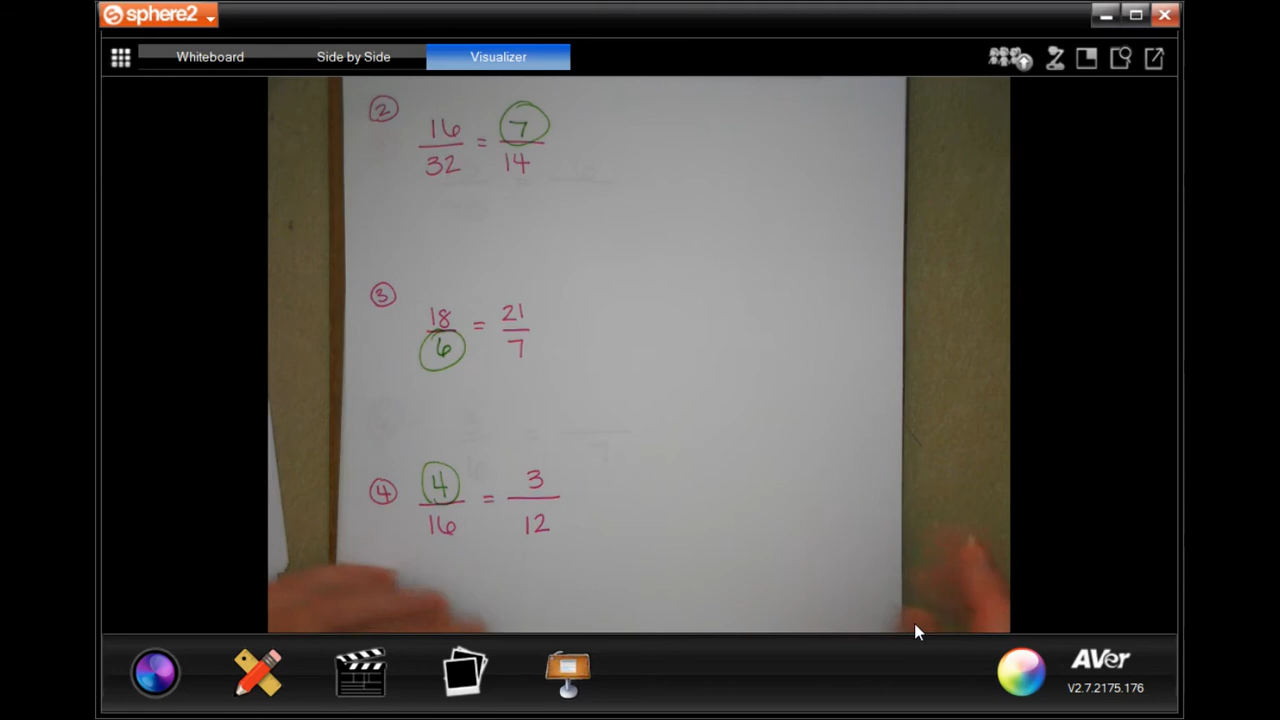 sphere2
Whiteboard Side by Side Visualizer
② 16/32 = 7/14
③ 18/6 = 21/7
④ 4/16 = 3/12
AVer
V2.7.2175.176